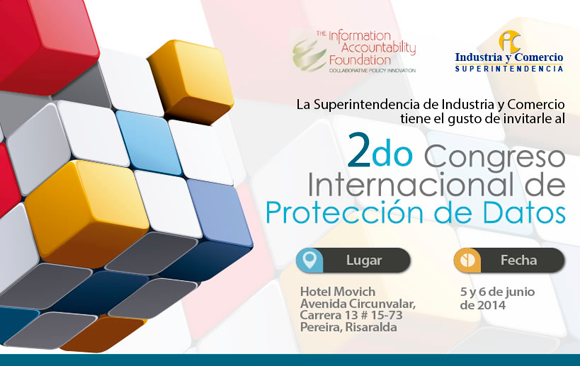 THE Information
Accountability
Foundation
COLLABORATIVE POLICY INNOVATION
Industria y Comercio
SUPERINTENDENCIA
La Superintendencia de Industria y Comercio
tiene el gusto de invitarle al
2do Congreso
Internacional de
Protección de Datos
Lugar
Hotel Movich
Avenida Circunvalar,
Carrera 13 # 15-73
Pereira, Risaralda
Fecha
5 y 6 de junio
de 2014